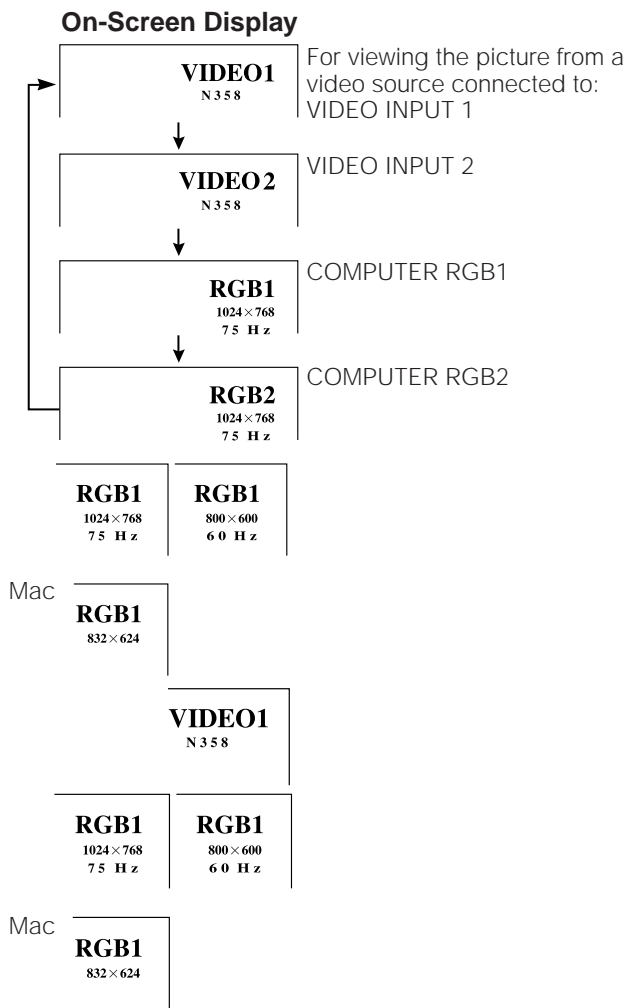 On-Screen Display
VIDEO1
N358
For viewing the picture from a
video source connected to:
VIDEO INPUT 1
VIDEO2
N358
VIDEO INPUT 2
RGB1
1024×768
75 Hz
COMPUTER RGB1
RGB2
1024×768
75 Hz
COMPUTER RGB2
RGB1
1024×768
75 Hz
RGB1
800×600
60 Hz
Mac
RGB1
832×624
VIDEO1
N358
RGB1
1024×768
75 Hz
RGB1
800×600
60 Hz
Mac
RGB1
832×624